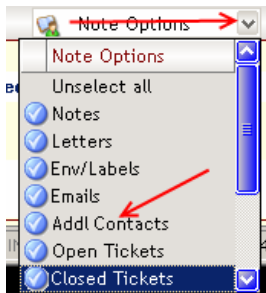 Note Options
Note Options
Unselect all
Notes
Letters
Env/Labels
Emails
Addl Contacts
Open Tickets
Closed Tickets